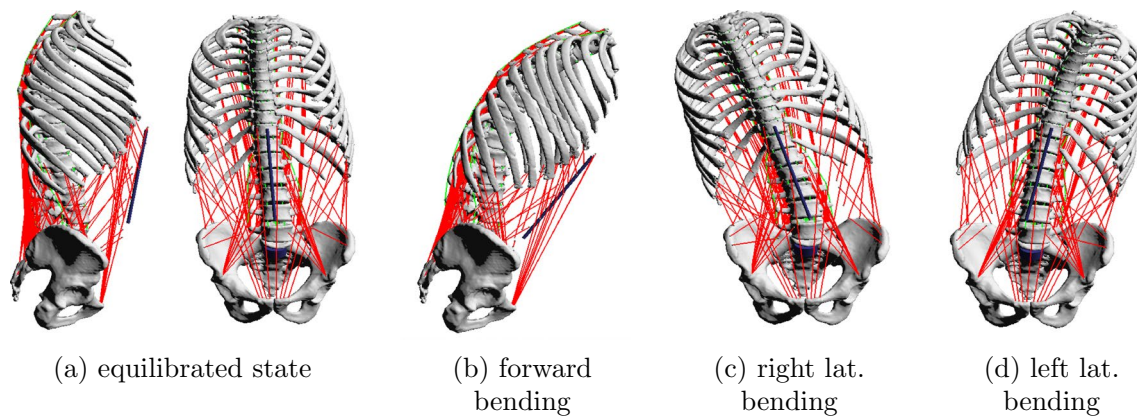 (a) equilibrated state
(b) forward
bending
(c) right lat.
bending
(d) left lat.
bending